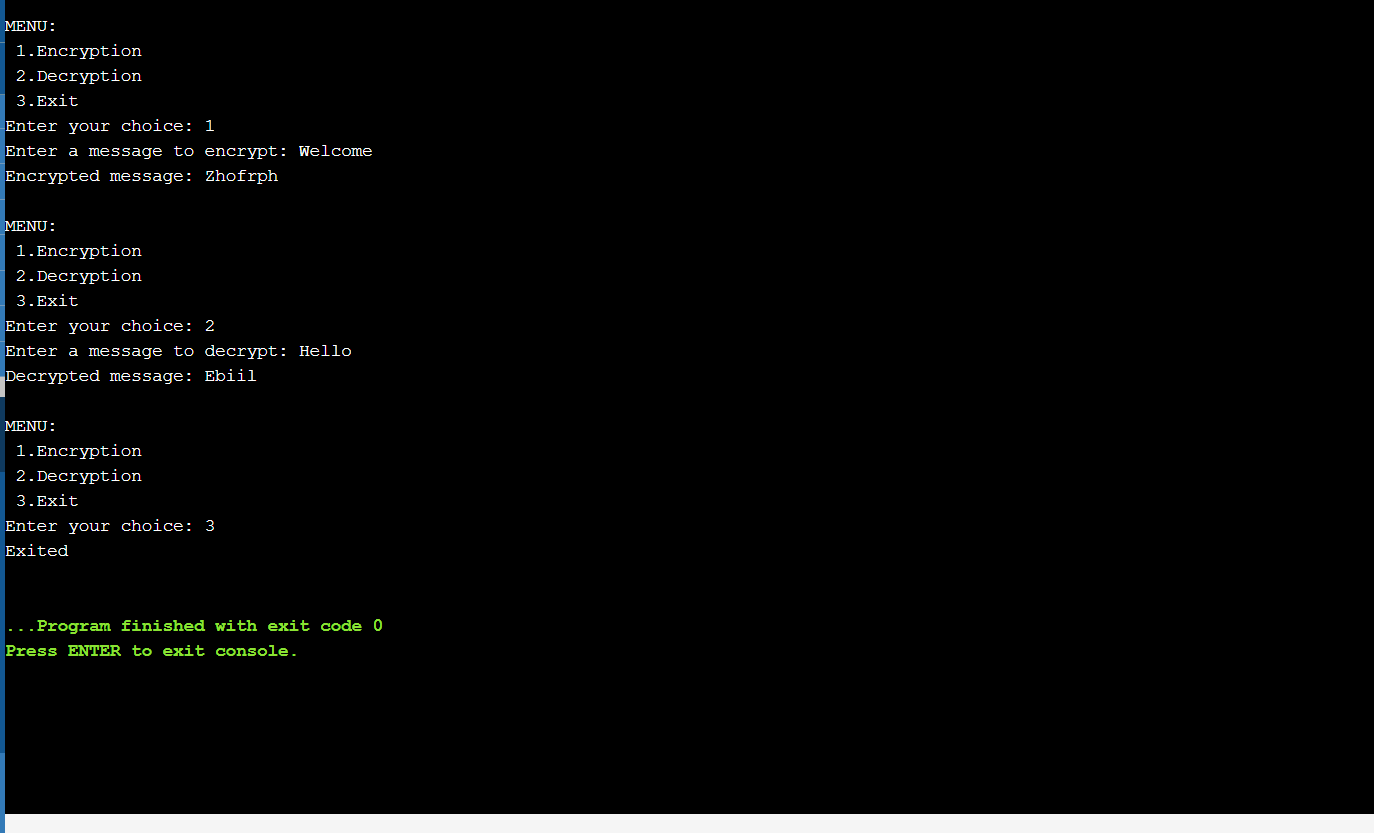 MENU:
 1.Encryption
 2.Decryption
 3.Exit
Enter your choice: 1
Enter a message to encrypt: Welcome
Encrypted message: Zhofrph

MENU:
 1.Encryption
 2.Decryption
 3.Exit
Enter your choice: 2
Enter a message to decrypt: Hello
Decrypted message: Ebiil

MENU:
 1.Encryption
 2.Decryption
 3.Exit
Enter your choice: 3
Exited

...Program finished with exit code 0
Press ENTER to exit console.